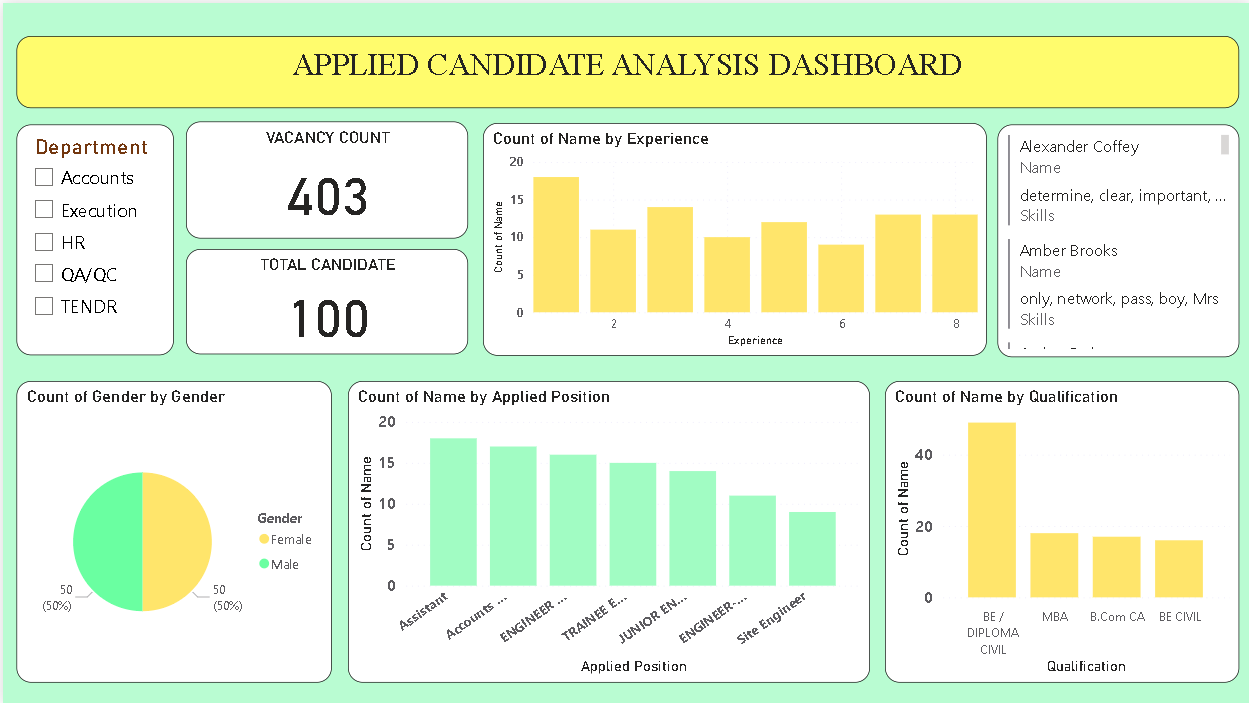 APPLIED CANDIDATE ANALYSIS DASHBOARD
Department
Accounts
Execution
HR
QA/QC
TENDR
VACANCY COUNT
403
TOTAL CANDIDATE
100
Count of Name by Experience
Count of Name
20
15
10
5
0
2 4 6 8
Experience
Alexander Coffey
Name
determine, clear, important, ...
Skills
Amber Brooks
Name
only, network, pass, boy, Mrs
Skills
Count of Gender by Gender
50
(50%)
50
(50%)
Gender
Female
Male
Count of Name by Applied Position
Count of Name
20
15
10
5
0
Assistant
Accounts ...
ENGINEER ...
TRAINEE E...
JUNIOR EN...
ENGINEER-...
Site Engineer
Applied Position
Count of Name by Qualification
Count of Name
40
20
0
BE /
DIPLOMA
CIVIL
MBA
B.Com CA
BE CIVIL
Qualification